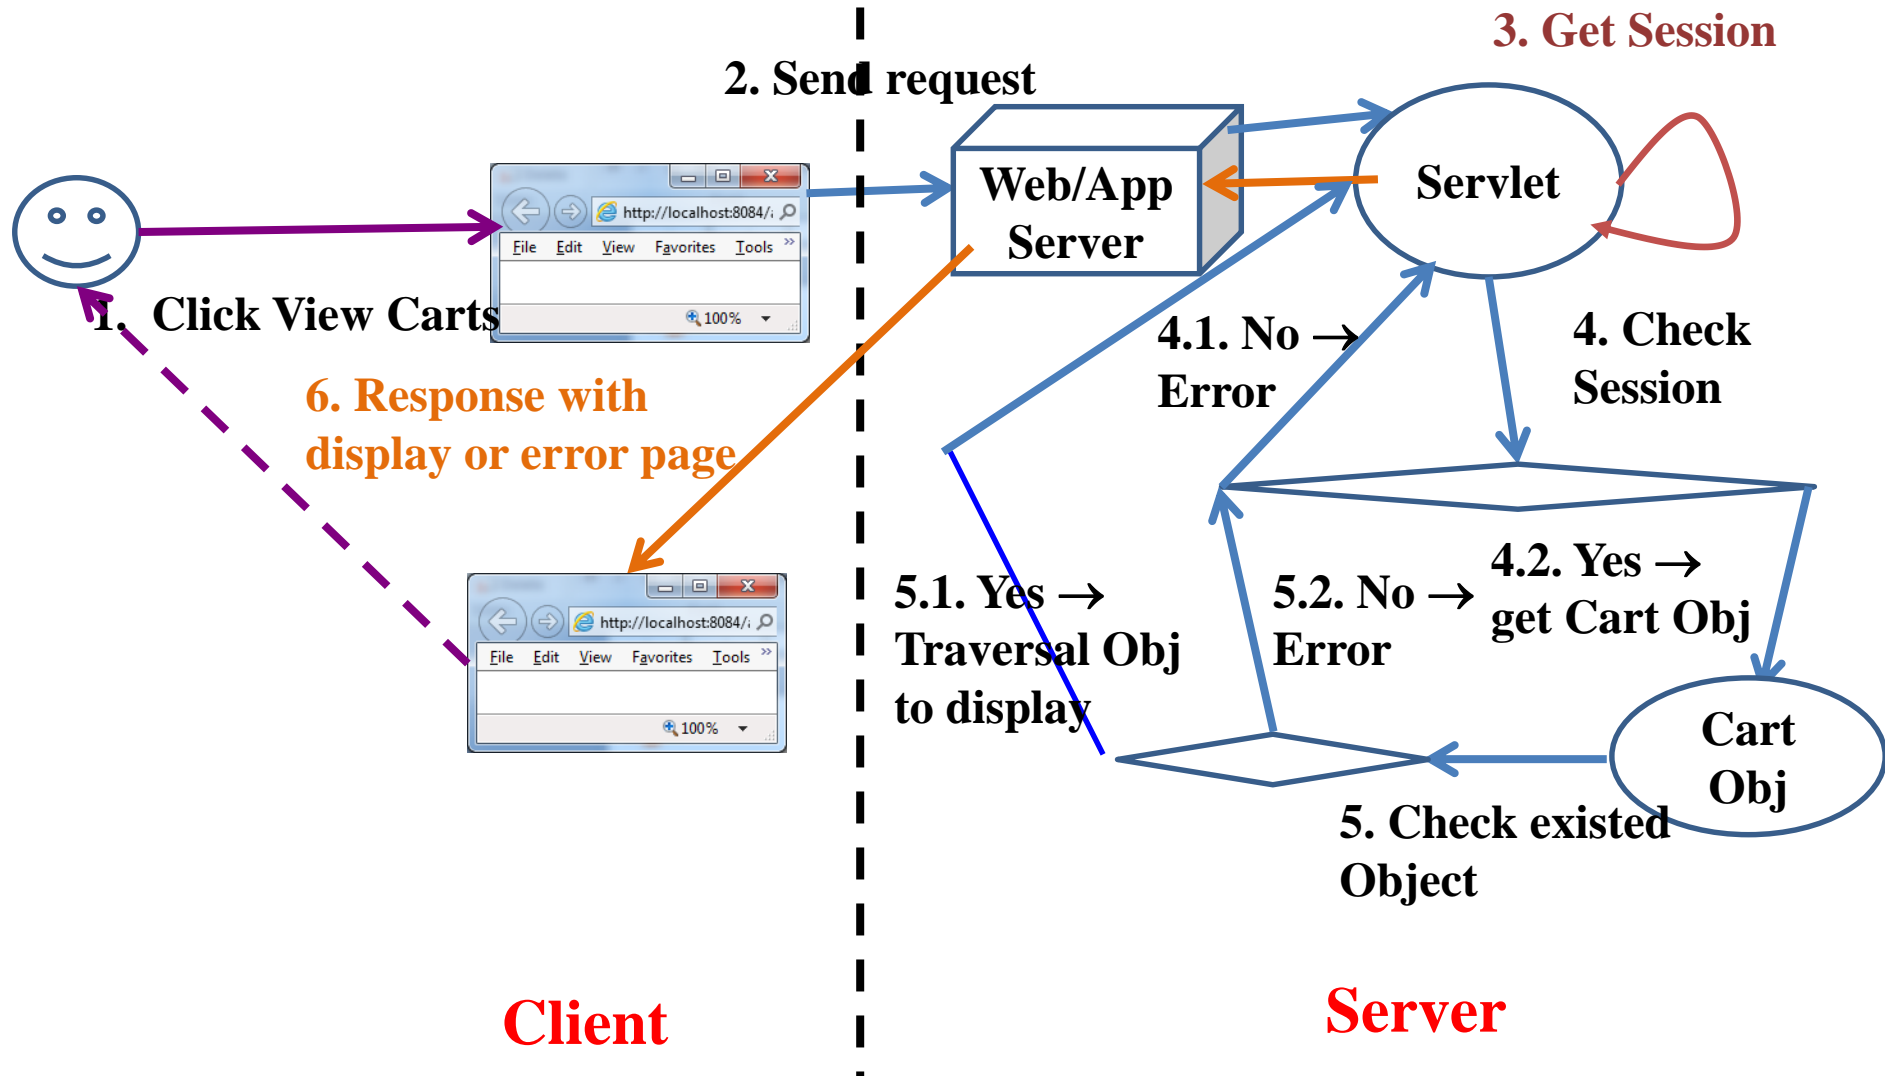 3. Get Session
2. Send request
Web/App
Server
Servlet
http://localhost:8084/
File Edit View Favorites Tools »
100%
1. Click View Carts
4.1. No →
Error
4. Check
Session
6. Response with
display or error page
http://localhost:8084/
File Edit View Favorites Tools »
100%
5.1. Yes →
Traversal Obj
to display
5.2. No →
Error
4.2. Yes →
get Cart Obj
Cart
Obj
5. Check existed
Object
Client
Server